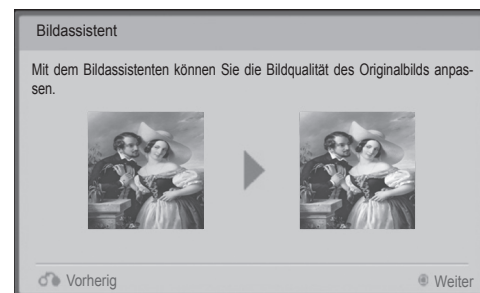 Bildassistent
Mit dem Bildassistenten können Sie die Bildqualität des Originalbilds anpas-
sen.
Vorherig
Weiter